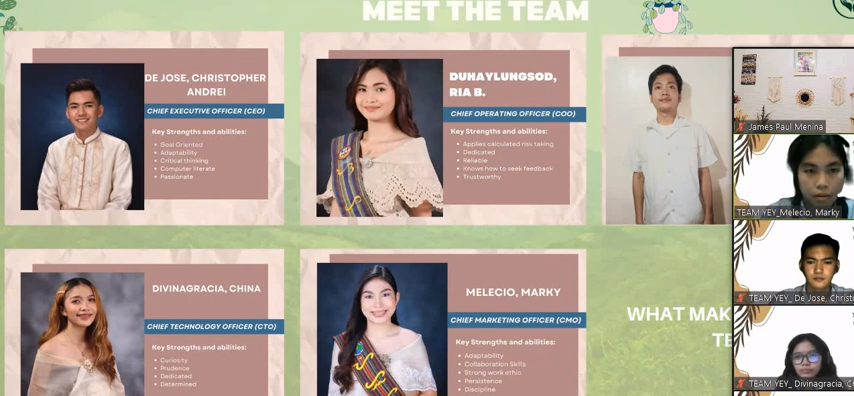 MEET THE TEAM
DE JOSE, CHRISTOPHER
ANDREI
CHIEF EXECUTIVE OFFICER (CEO)
Key Strengths and abilities:
Goal Oriented
Adaptability
Critical thinking
Computer literate
Passionate
DUHAYLUNGSOD,
RIA B.
CHIEF OPERATING OFFICER (COO)
Key Strengths and abilities:
Applies calculated risk taking
Dedicated
Reliable
Knows how to seek feedback
Trustworthy
DIVINAGRACIA, CHINA
CHIEF TECHNOLOGY OFFICER (CTO)
Key Strengths and abilities:
Curiosity
Prudence
Dedicated
Determined
MELECIO, MARKY
CHIEF MARKETING OFFICER (CMO)
Key Strengths and abilities:
Adaptability
Collaboration Skills
Strong work ethic
Persistence
Discipline
WHAT MAK
TE
James Paul Menina
TEAM YEY_Melecio, Marky
TEAM YEY_ De Jose, Christo
TEAM YEY_ Divinagracia, C